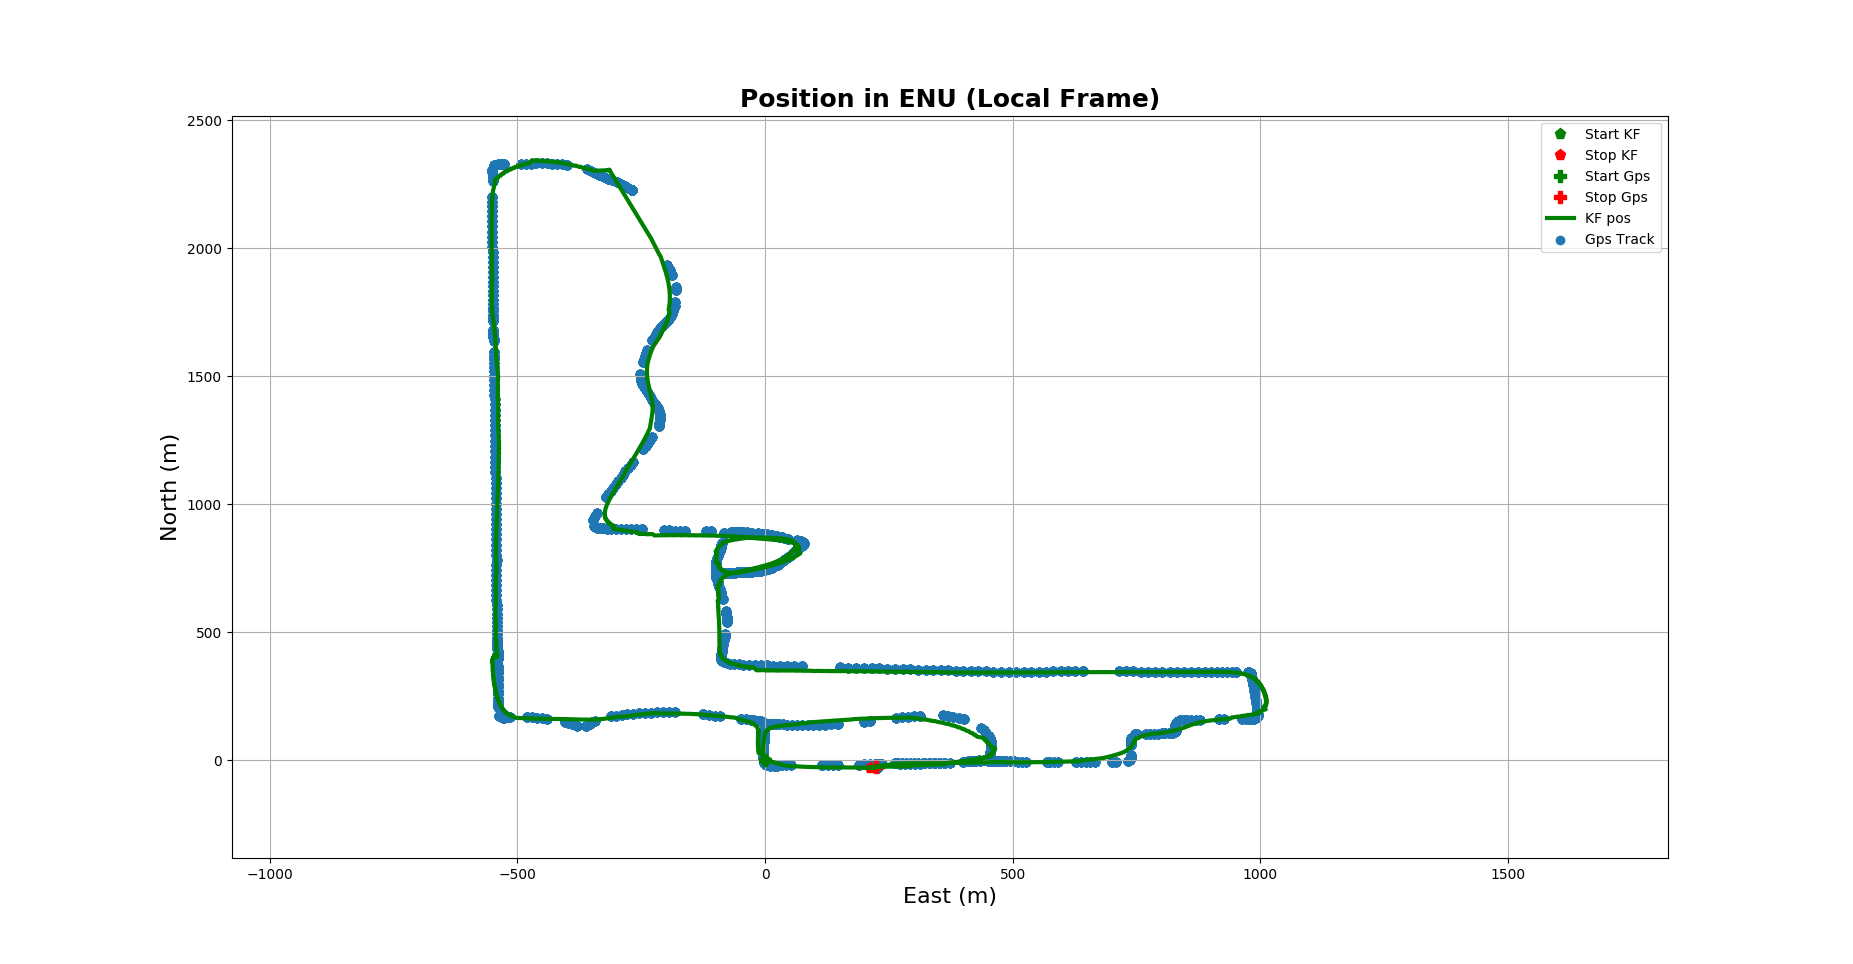 Position in ENU (Local Frame)
Start KF
Stop KF
Start Gps
Stop Gps
KF pos
Gps Track
2500
2000
1500
1000
500
0
North (m)
−1000
−500
0
500
1000
1500
East (m)